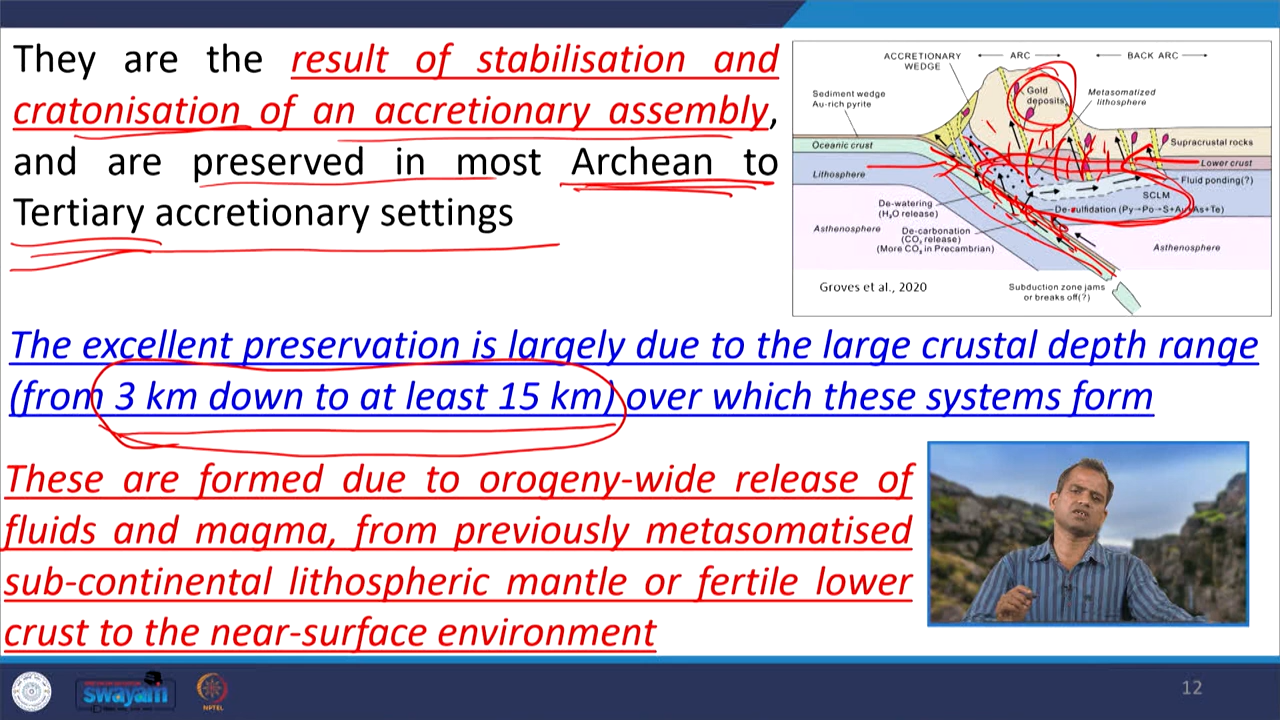 They are the result of stabilisation and
cratonisation of an accretionary assembly,
and are preserved in most Archean to
Tertiary accretionary settings
ACCRETIONARY
WEDGE
ARC
BACK ARC
Sediment wedge
Au-rich pyrite
Gold
deposits
Metasomatized
lithosphere
Oceanic crust
Supracrustal rocks
Lower crust
Lithosphere
Fluid ponding(?)
SCLM
De-watering
(H₂O release)
De-sulfidation (Py→Po→S+Au+As+Te)
Asthenosphere
De-carbonation
(CO₂ release)
(More CO₂ in Precambrian)
Asthenosphere
Groves et al., 2020
Subduction zone jams
or breaks off(?)
The excellent preservation is largely due to the large crustal depth range
(from 3 km down to at least 15 km) over which these systems form
These are formed due to orogeny-wide release of
fluids and magma, from previously metasomatised
sub-continental lithospheric mantle or fertile lower
crust to the near-surface environment
swayam
NPTEL
12